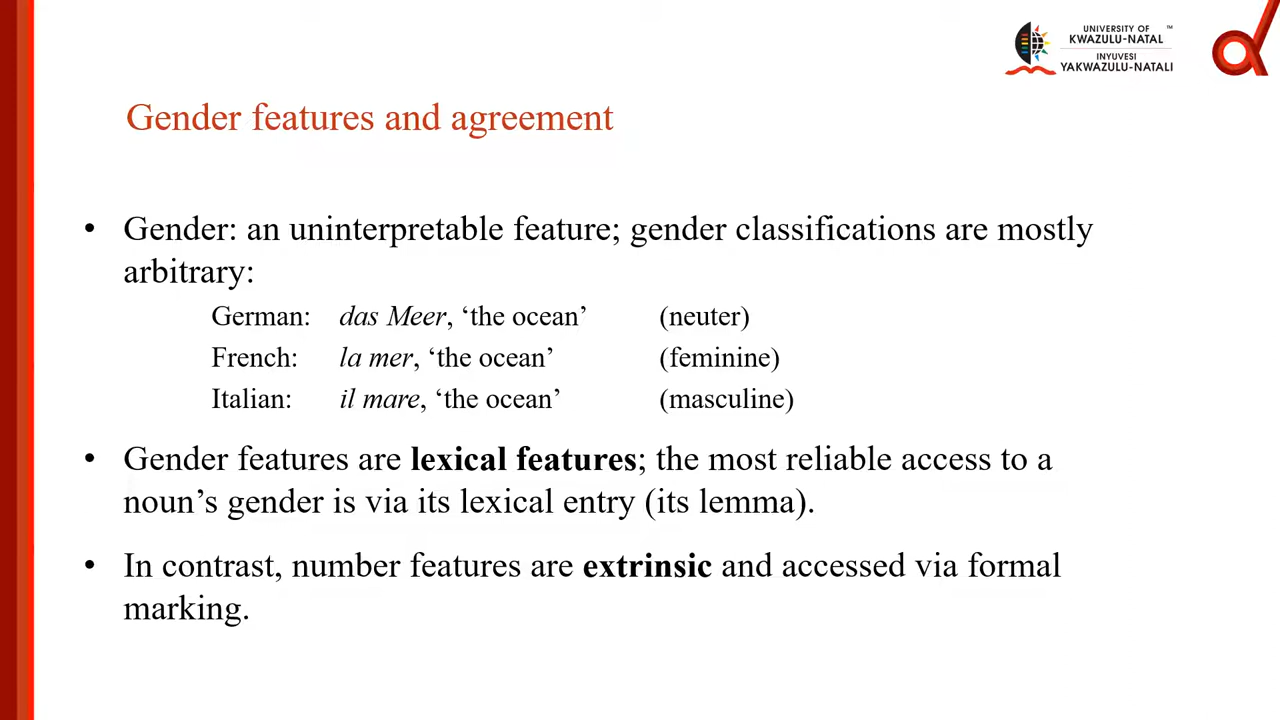 UNIVERSITY OF ™
KWAZULU-NATAL
INYUVESI
YAKWAZULU-NATALI
Gender features and agreement
• Gender: an uninterpretable feature; gender classifications are mostly
arbitrary:
German: das Meer, ‘the ocean’ (neuter)
French: la mer, ‘the ocean’ (feminine)
Italian: il mare, ‘the ocean’ (masculine)
• Gender features are lexical features; the most reliable access to a
noun’s gender is via its lexical entry (its lemma).
• In contrast, number features are extrinsic and accessed via formal
marking.